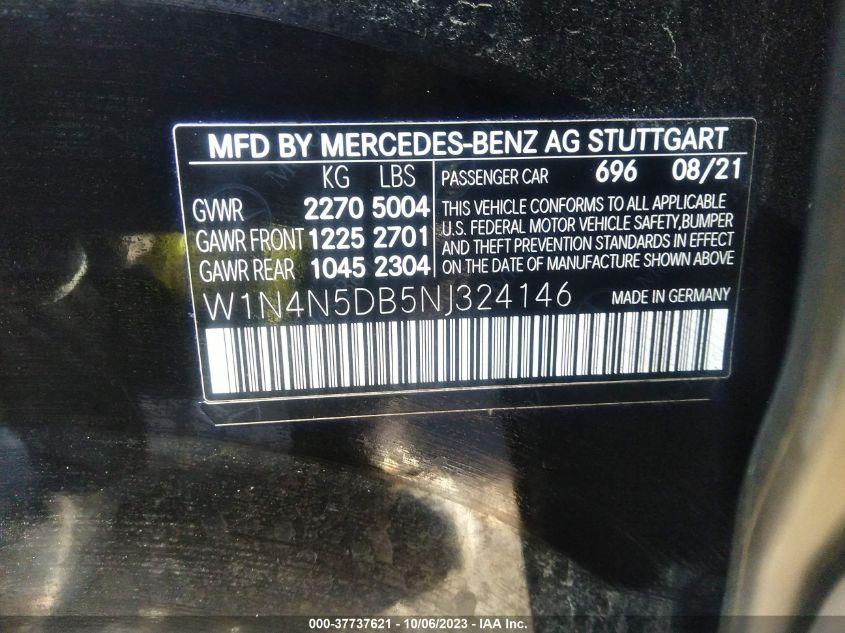 MFD BY MERCEDES-BENZ AG STUTTGART
KG LBS
GVWR 2270 5004
GAWR FRONT 1225 2701
GAWR REAR 1045 2304
PASSENGER CAR 696 08/21
THIS VEHICLE CONFORMS TO ALL APPLICABLE
U.S. FEDERAL MOTOR VEHICLE SAFETY,BUMPER
AND THEFT PREVENTION STANDARDS IN EFFECT
ON THE DATE OF MANUFACTURE SHOWN ABOVE
W1N4N5DB5NJ324146 MADE IN GERMANY
000-37737621 - 10/06/2023 - IAA Inc.